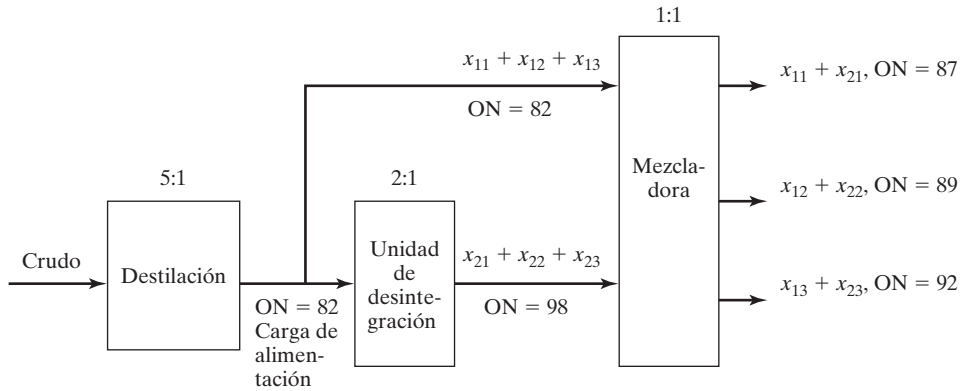 1:1
x11 + x12 + x13
x11 + x21, ON = 87
ON = 82
Mezcla-
dora
5:1
2:1
x12 + x22, ON = 89
Crudo
Destilación
Unidad
de
desinte-
gración
x21 + x22 + x23
x13 + x23, ON = 92
ON = 82
Carga de
alimen-
tación
ON = 98